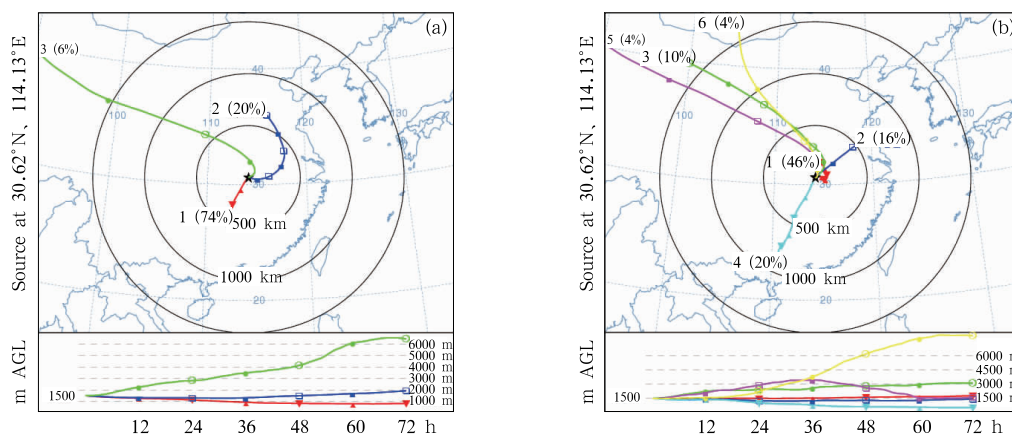 (a)
3 (6%)
40
2 (20%)
100
110
120
130
30
1 (74%)
500 km
1000 km
20
Source at 30.62°N、114.13°E
6000 m
5000 m
4000 m
3000 m
2000 m
1000 m
1500
m AGL
12 24 36 48 60 72 h
(b)
6 (4%)
5 (4%)
3 (10%)
40
100
110
120
130
2 (16%)
1 (46%)
30
500 km
4 (20%)
1000 km
20
Source at 30.62°N、114.13°E
6000 m
4500 m
3000 m
1500 m
1500
m AGL
12 24 36 48 60 72 h